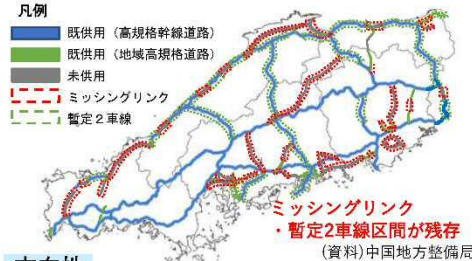 凡例
既供用（高規格幹線道路）
既供用（地域高規格道路）
未供用
ミッシングリンク
暫定２車線
ミッシングリンク
・暫定2車線区間が残存
(資料)中国地方整備局